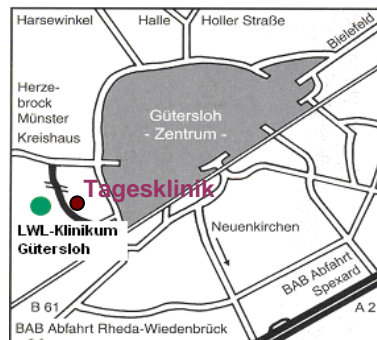 Harsewinkel
Halle
Holler Straße
Bielefeld
Herze-
brock
Münster
Kreishaus
Gütersloh
- Zentrum -
Tagesklinik
LWL-Klinikum
Gütersloh
Neuenkirchen
BAB Abfahrt
Spexard
B 61
A 2
BAB Abfahrt Rheda-Wiedenbrück